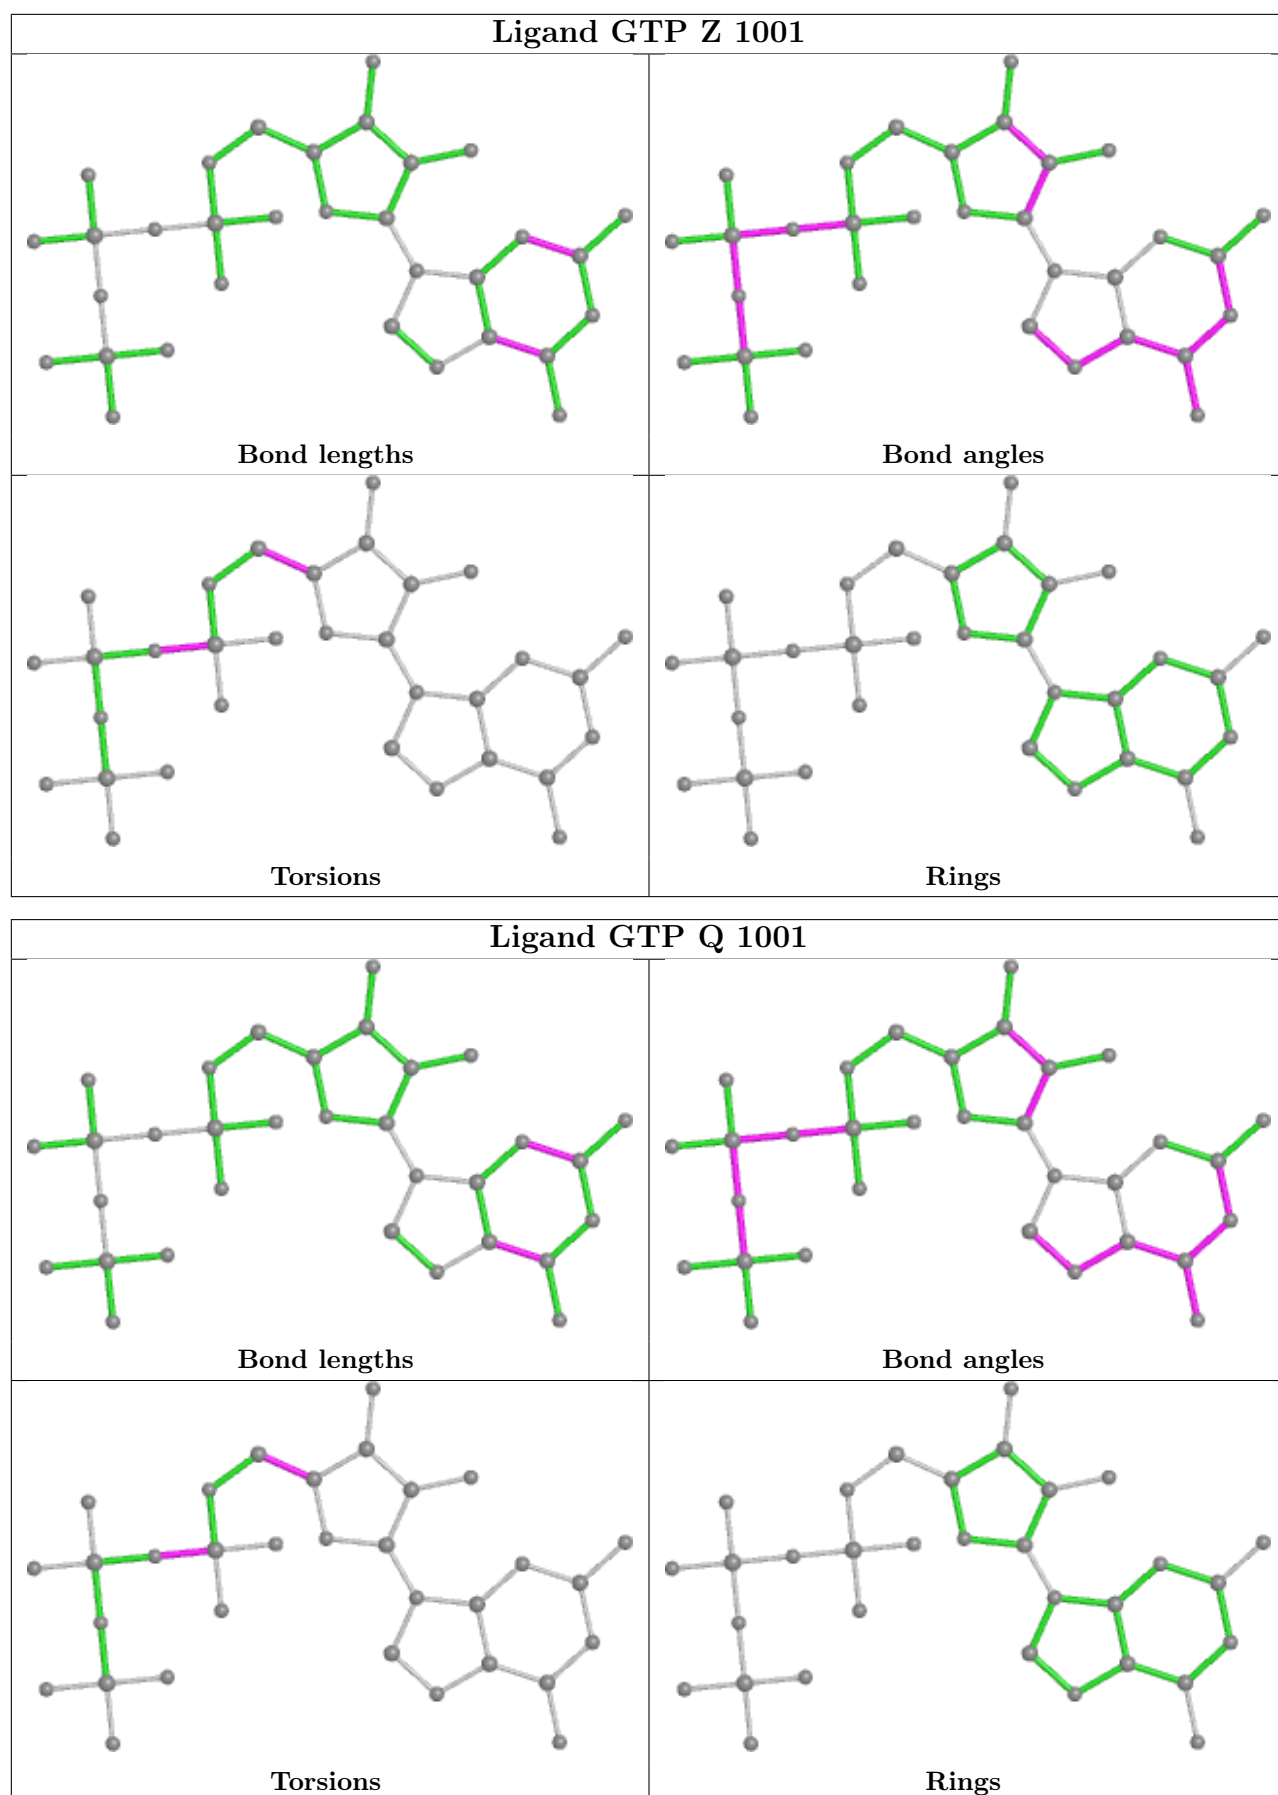 Ligand GTP Z 1001
Bond lengths
Bond angles
Torsions
Rings
Ligand GTP Q 1001
Bond lengths
Bond angles
Torsions
Rings